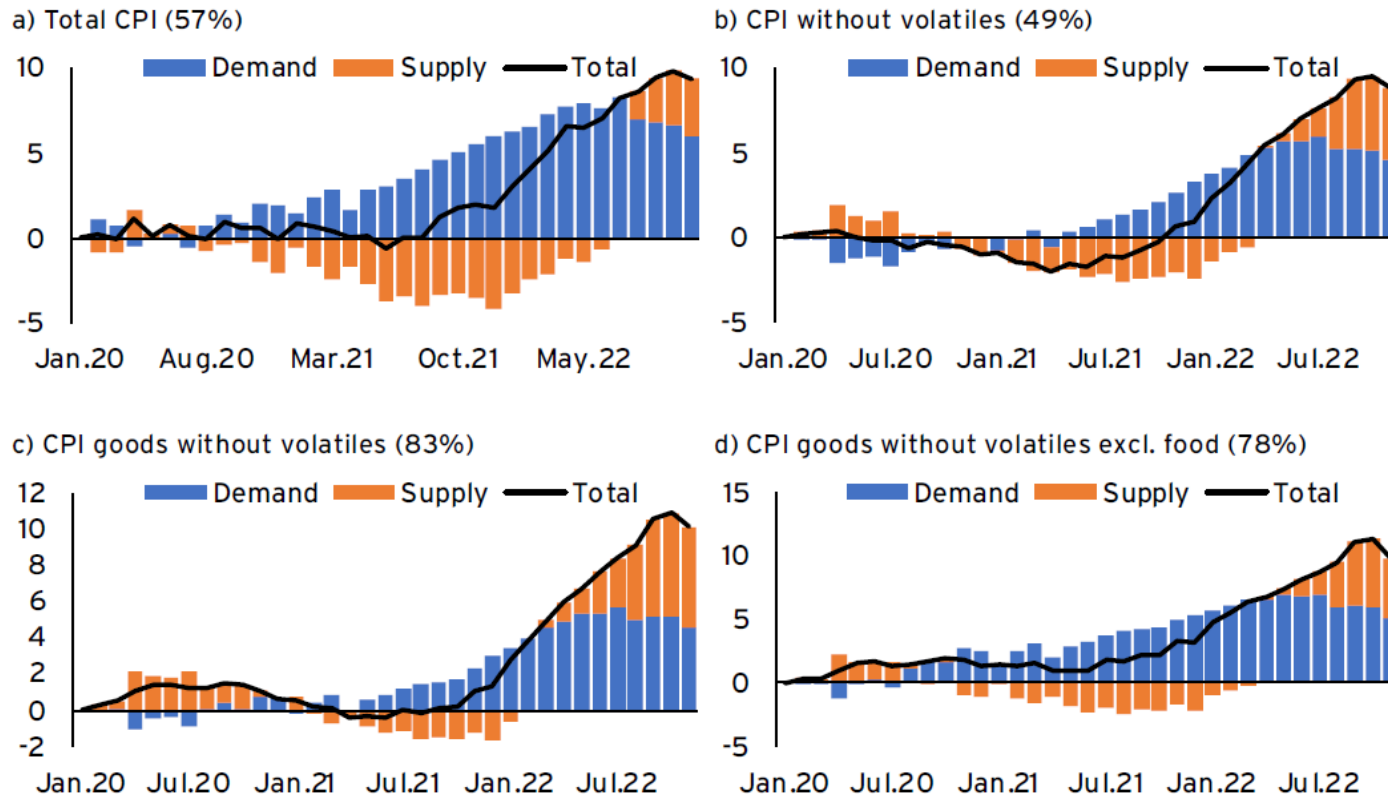 a) Total CPI (57%)
Demand Supply Total
10
5
0
-5
Jan.20 Aug.20 Mar.21 Oct.21 May.22
b) CPI without volatiles (49%)
Demand Supply Total
10
5
0
-5
Jan.20 Jul.20 Jan.21 Jul.21 Jan.22 Jul.22
c) CPI goods without volatiles (83%)
Demand Supply Total
12
10
8
6
4
2
0
-2
Jan.20 Jul.20 Jan.21 Jul.21 Jan.22 Jul.22
d) CPI goods without volatiles excl. food (78%)
Demand Supply Total
15
10
5
0
-5
Jan.20 Jul.20 Jan.21 Jul.21 Jan.22 Jul.22